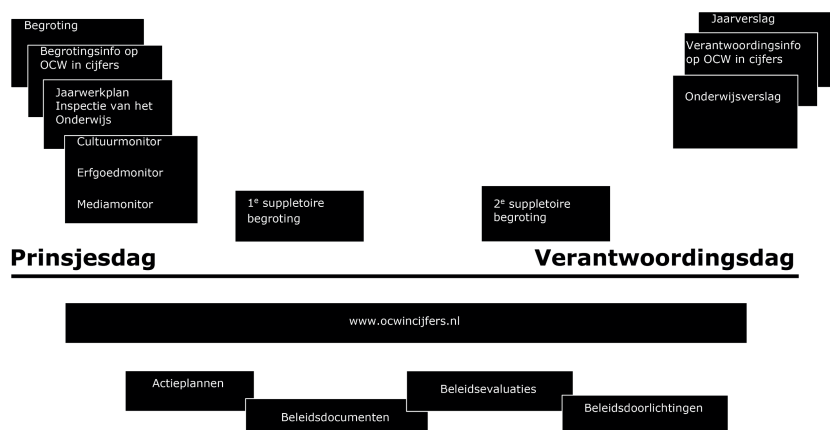 Begroting
Begrotingsinfo op
OCW in cijfers
Jaarwerkplan
Inspectie van het
Onderwijs
Cultuurmonitor
Erfgoedmonitor
Mediamonitor
1e suppletoire
begroting
2e suppletoire
begroting
Jaarverslag
Verantwoordingsinfo
op OCW in cijfers
Onderwijsverslag
Prinsjesdag
Verantwoordingsdag
www.ocwincijfers.nl
Actieplannen
Beleidsdocumenten
Beleidsevaluaties
Beleidsdoorlichtingen